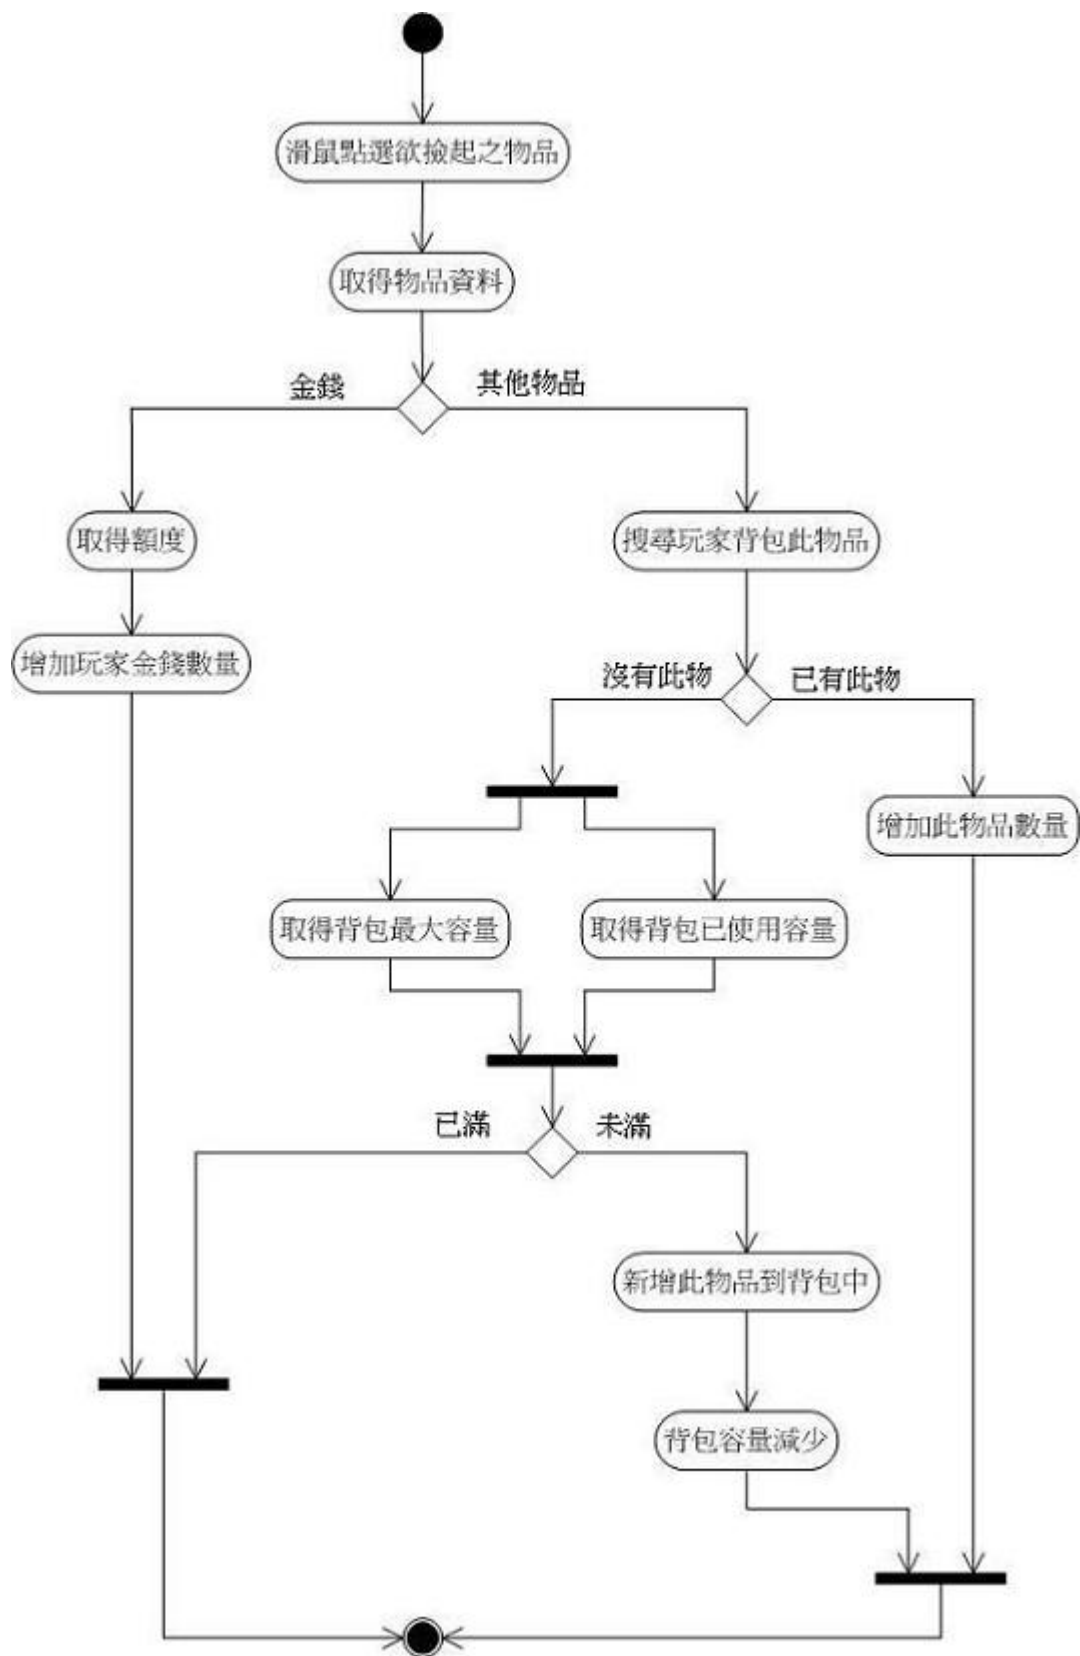 滑鼠點選欲撿起之物品
取得物品資料
金錢
其他物品
取得額度
搜尋玩家背包此物品
增加玩家金錢數量
沒有此物
已有此物
增加此物品數量
取得背包最大容量
取得背包已使用容量
已滿
未滿
新增此物品到背包中
背包容量減少